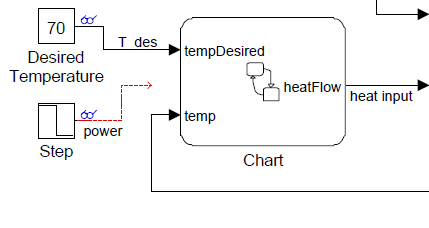 70
T_des
Desired
Temperature
tempDesired
heatFlow
heat input
temp
power
Step
Chart